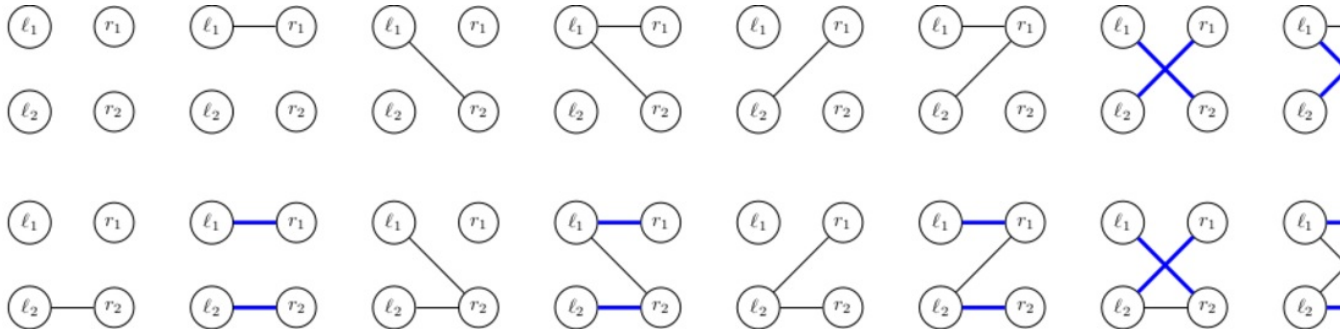 ℓ₁ r₁ ℓ₁ r₁ ℓ₁ r₁ ℓ₁ r₁ ℓ₁ r₁ ℓ₁ r₁ ℓ₁ r₁ ℓ₁
ℓ₂ r₂ ℓ₂ r₂ ℓ₂ r₂ ℓ₂ r₂ ℓ₂ r₂ ℓ₂ r₂ ℓ₂ r₂ ℓ₂
ℓ₁ r₁ ℓ₁ r₁ ℓ₁ r₁ ℓ₁ r₁ ℓ₁ r₁ ℓ₁ r₁ ℓ₁ r₁ ℓ₁
ℓ₂ r₂ ℓ₂ r₂ ℓ₂ r₂ ℓ₂ r₂ ℓ₂ r₂ ℓ₂ r₂ ℓ₂ r₂ ℓ₂